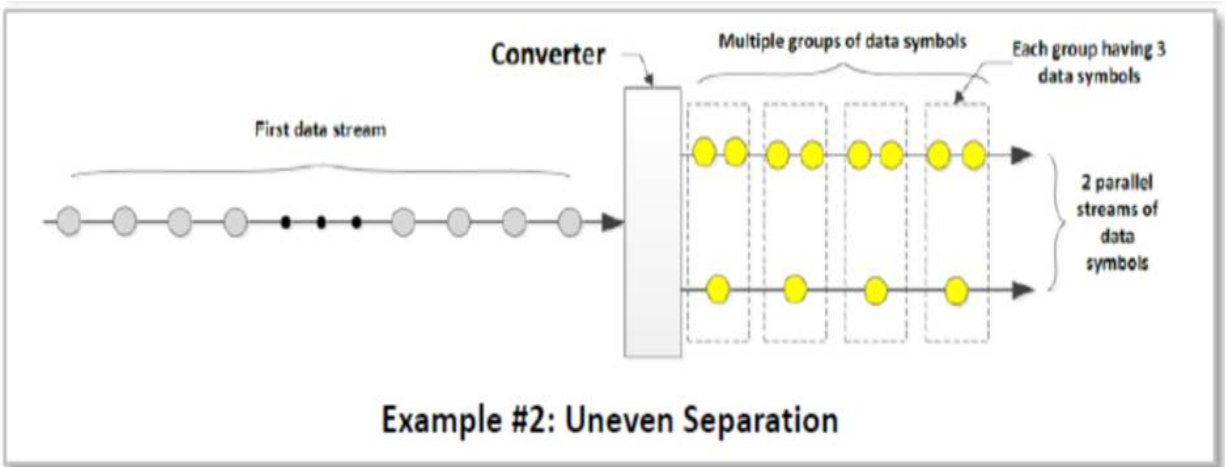 Converter
Multiple groups of data symbols
Each group having 3
data symbols
First data stream
2 parallel
streams of
data
symbols
Example #2: Uneven Separation